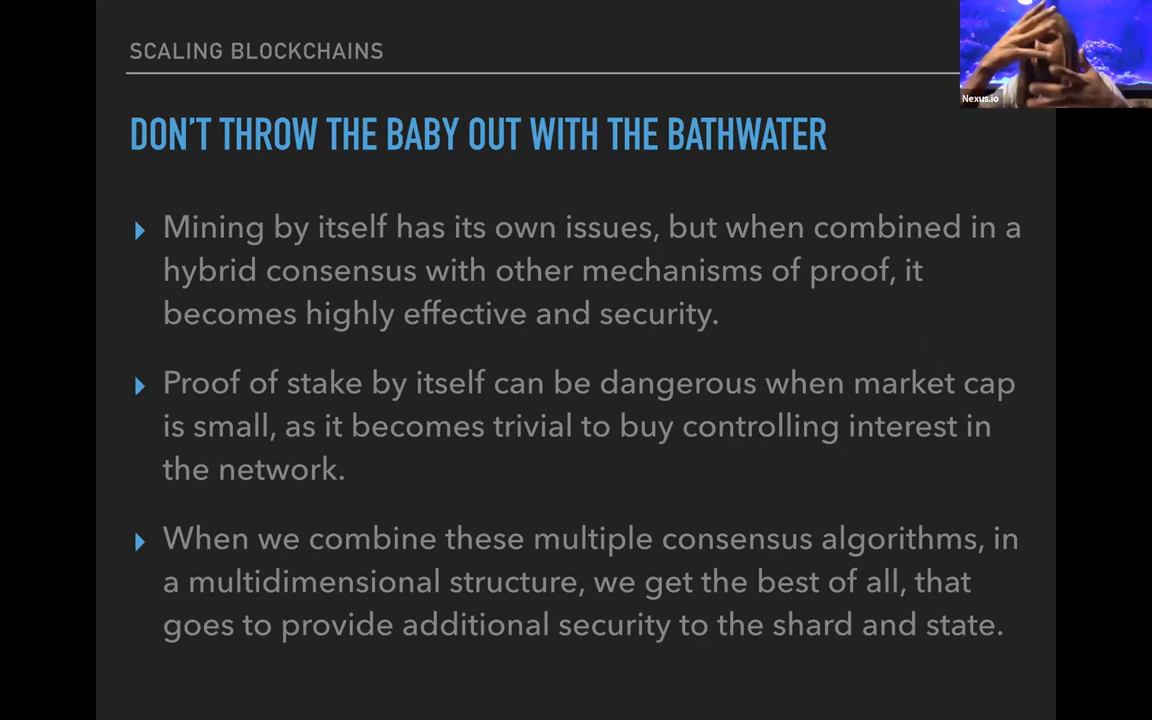 SCALING BLOCKCHAINS
Nexus.io
DON'T THROW THE BABY OUT WITH THE BATHWATER
Mining by itself has its own issues, but when combined in a
hybrid consensus with other mechanisms of proof, it
becomes highly effective and security.
Proof of stake by itself can be dangerous when market cap
is small, as it becomes trivial to buy controlling interest in
the network.
When we combine these multiple consensus algorithms, in
a multidimensional structure, we get the best of all, that
goes to provide additional security to the shard and state.